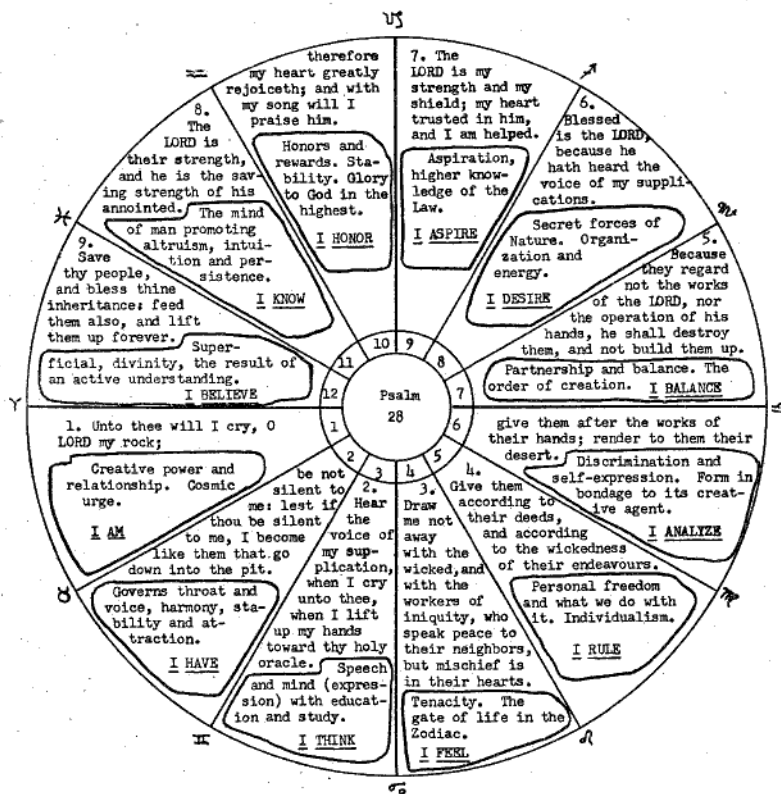 Psalm
28
1
1. Unto thee will I cry, O
LORD my rock;
Creative power and
relationship. Cosmic
urge.
I AM
2
be not
silent to
me: lest if
thou be silent
to me, I become
like them that go
down into the pit.
Governs throat and
voice, harmony, sta-
bility and at-
traction.
I HAVE
3
2.
Hear
the
voice of
my sup-
plication,
when I cry
unto thee,
when I lift
up my hands
toward thy holy
oracle.
Speech
and mind (expres-
sion) with educat-
ion and study.
I THINK
4
3.
Draw
me not
away
with the
wicked, and
with the
workers of
iniquity, who
speak peace to
their neighbors,
but mischief is
in their hearts.
Tenacity. The
gate of life in the
Zodiac.
I FEEL
5
4.
Give them
according to
their deeds,
and according
to the wickedness
of their endeavours.
Personal freedom
and what we do with
it. Individualism.
I RULE
6
give them after the works of
their hands; render to them their
desert.
Discrimination and
self-expression. Form in
bondage to its creat-
ive agent.
I ANALYZE
7
5.
Because
they regard
not the works
of the LORD, nor
the operation of his
hands, he shall destroy
them, and not build them up.
Partnership and balance. The
order of creation. I BALANCE
8
6.
Blessed
is the LORD,
because he
hath heard the
voice of my suppli-
cations.
Secret forces of
Nature. Organi-
zation and
energy.
I DESIRE
9
7. The
LORD is my
strength and my
shield; my heart
trusted in him,
and I am helped.
Aspiration,
higher know-
ledge of the
Law.
I ASPIRE
10
therefore
my heart greatly
rejoiceth; and with
my song will I
praise him.
Honors and
rewards. Sta-
bility. Glory
to God in the
highest.
I HONOR
11
8.
The
LORD is
their strength,
and he is the sav-
ing strength of his
annointed.
The mind
of man promoting
altruism, intui-
tion and per-
sistence.
I KNOW
12
9.
Save
thy people,
and bless thine
inheritance: feed
them also, and lift
them up forever.
Super-
ficial, divinity, the result of
an active understanding.
I BELIEVE
♈
♉
♊
♋
♌
♍
♎
♏
♐
♑
♒
♓